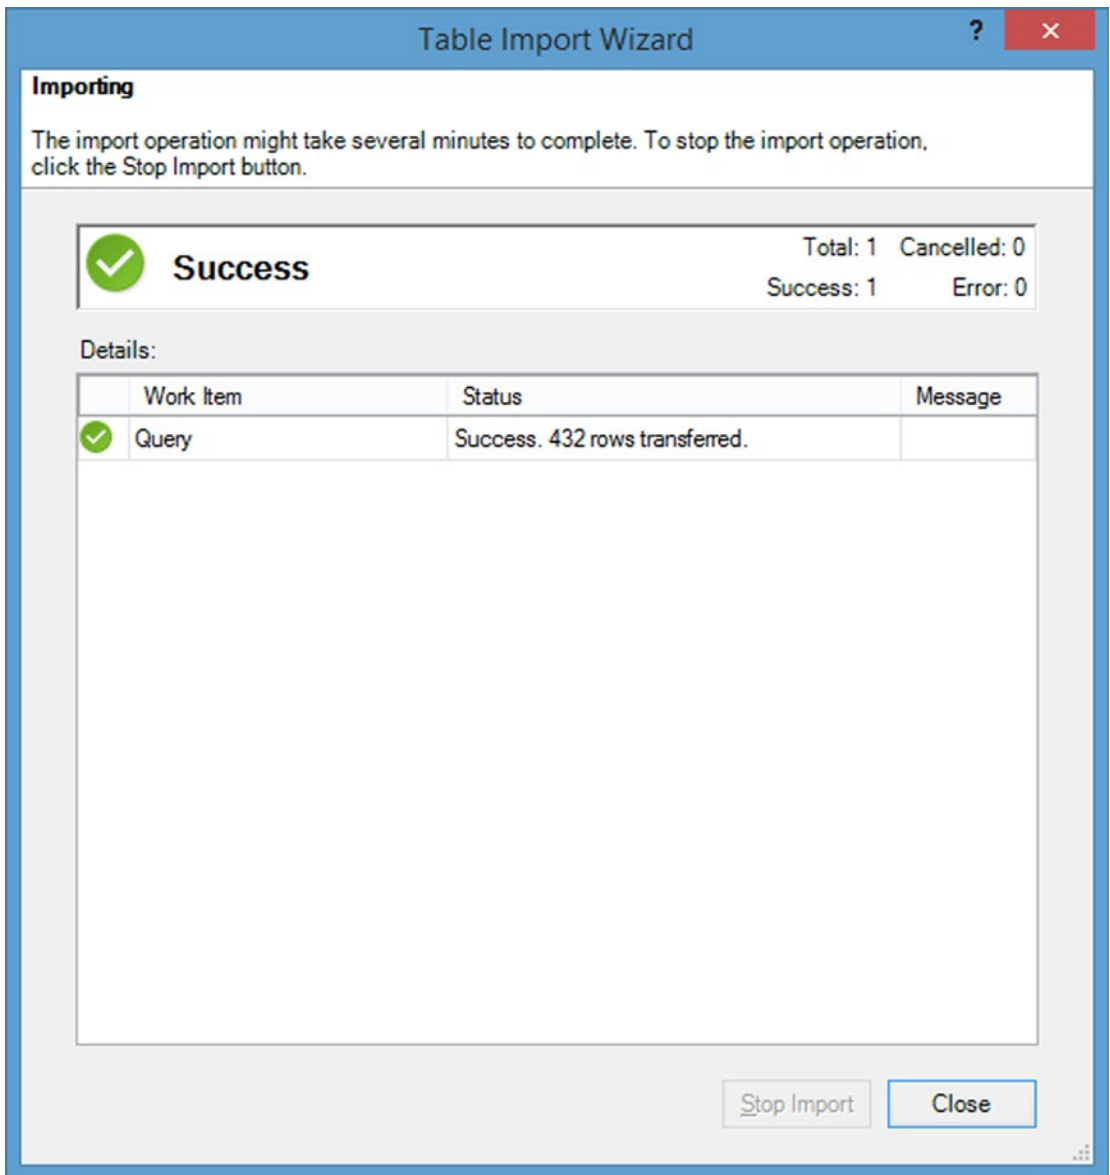 Table Import Wizard
?
Importing
The import operation might take several minutes to complete. To stop the import operation,
click the Stop Import button.
Success
Total: 1 Cancelled: 0
Success: 1 Error: 0
Details:
Work Item Status Message
Query Success. 432 rows transferred.
Stop Import Close